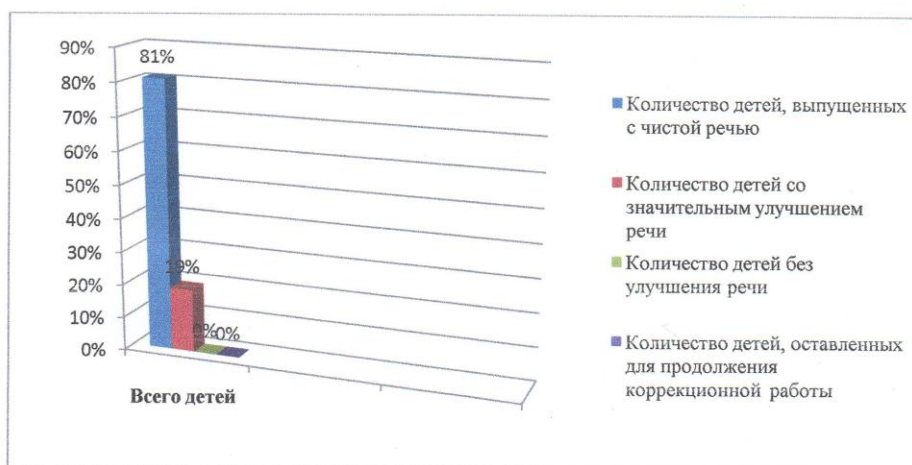 90%
80%
70%
60%
50%
40%
30%
20%
10%
0%
81%
19%
0%
0%
Всего детей
Количество детей, выпущенных
с чистой речью
Количество детей со
значительным улучшением
речи
Количество детей без
улучшения речи
Количество детей, оставленных
для продолжения
коррекционной работы